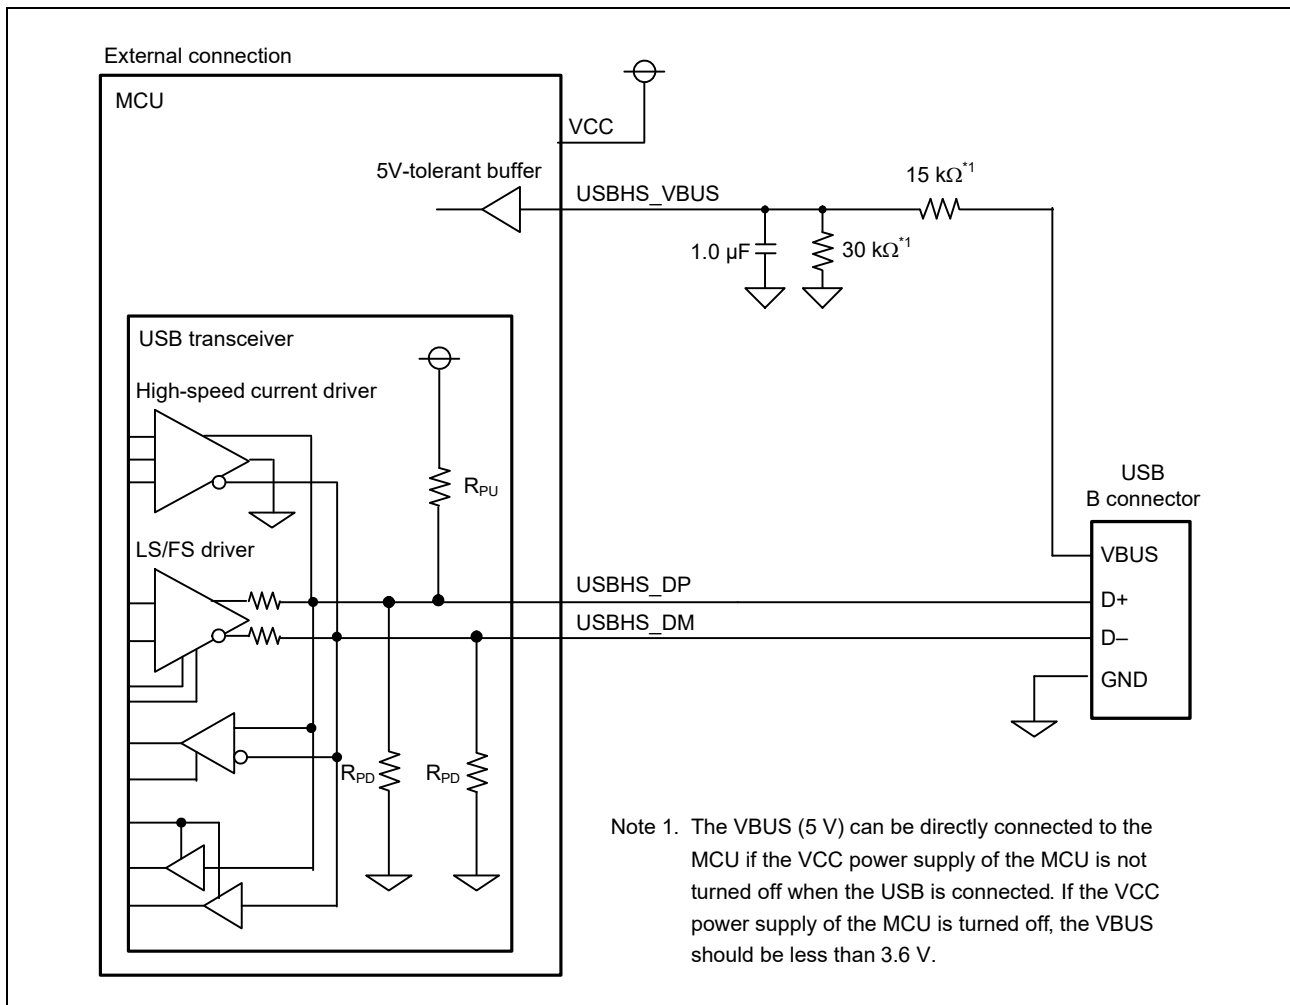 External connection
MCU
VCC
5V-tolerant buffer
USBHS_VBUS
15 kΩ*1
1.0 µF
30 kΩ*1
USB transceiver
High-speed current driver
RPU
USB
B connector
LS/FS driver
VBUS
USBHS_DP
D+
USBHS_DM
D–
GND
RPD
RPD
Note 1. The VBUS (5 V) can be directly connected to the
MCU if the VCC power supply of the MCU is not
turned off when the USB is connected. If the VCC
power supply of the MCU is turned off, the VBUS
should be less than 3.6 V.